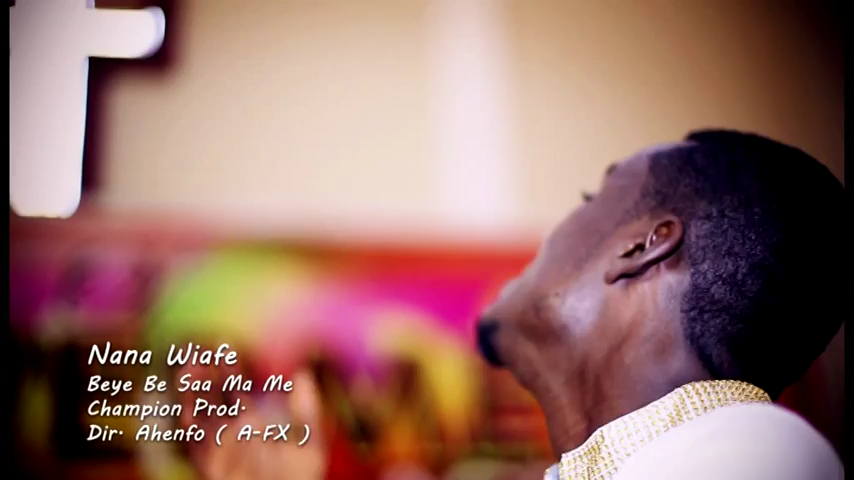 Nana Wiafe
Beye Be Saa Ma Me
Champion Prod.
Dir. Ahenfo ( A-FX )